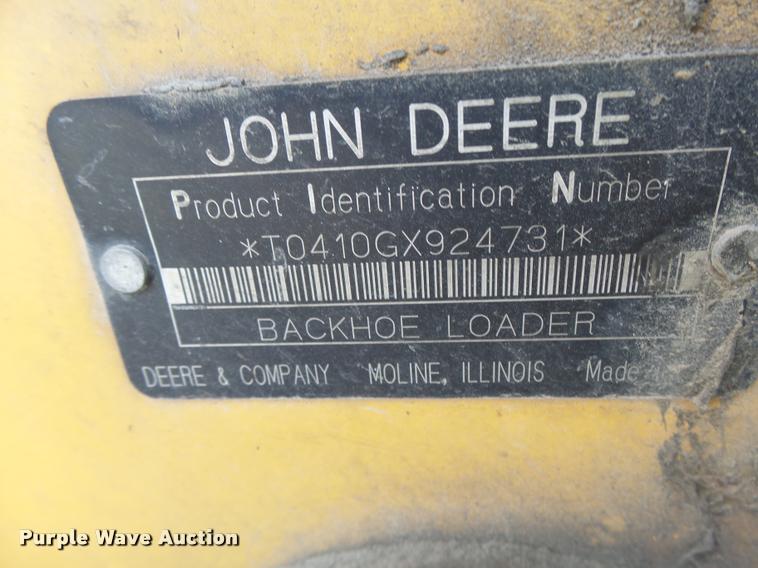 JOHN DEERE
Product Identification Number
*T0410GX924731*
BACKHOE LOADER
DEERE & COMPANY MOLINE, ILLINOIS Made
Purple Wave Auction